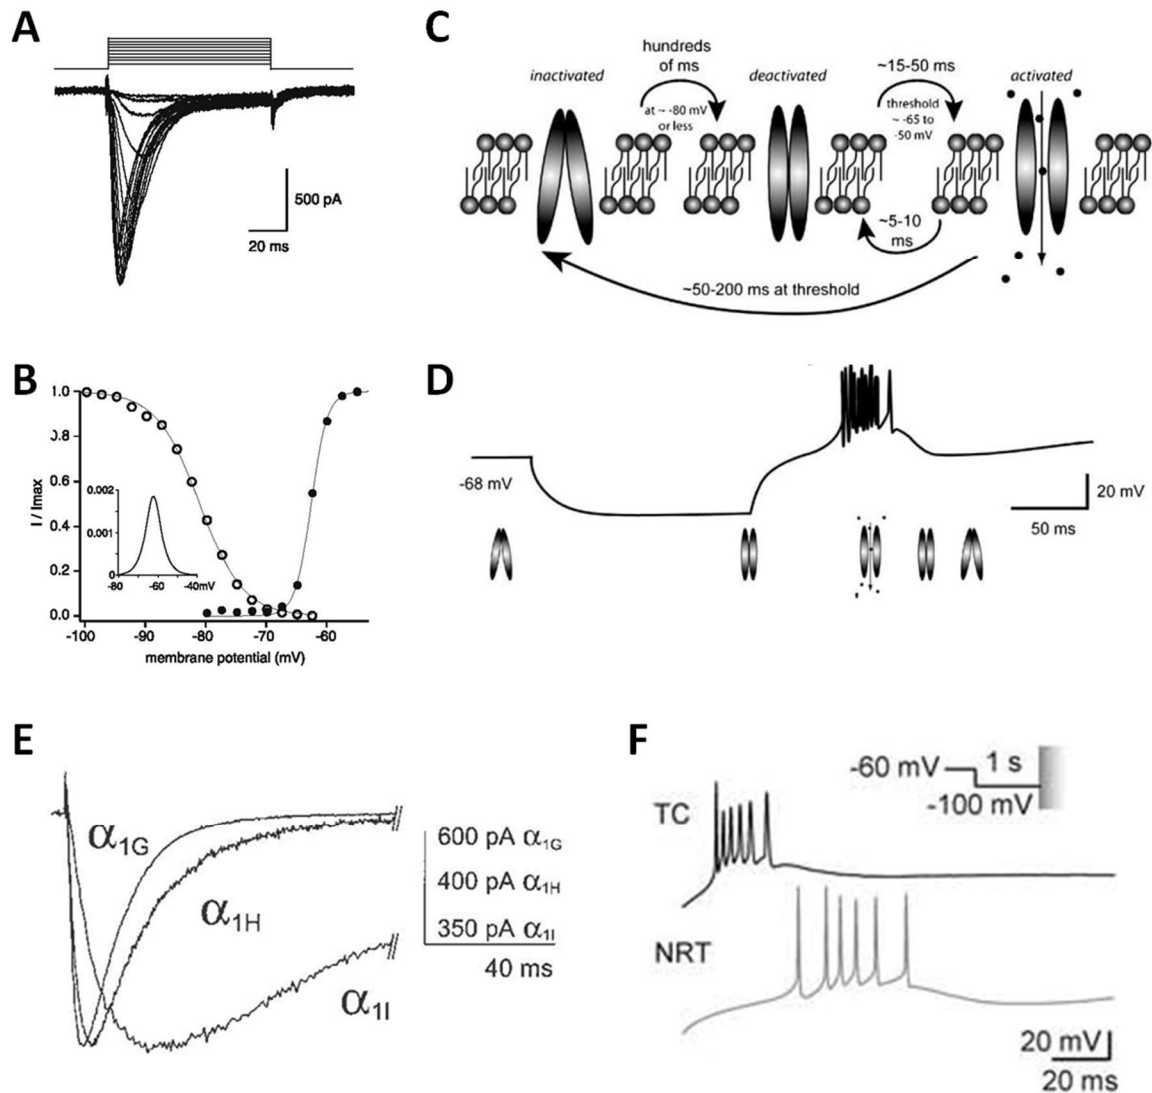 A
500 pA
20 ms
C
hundreds
of ms
inactivated
deactivated
activated
at ~ -80 mV
or less
~15-50 ms
threshold
~ -65 to
-50 mV
~5-10
ms
~50-200 ms at threshold
B
1.0
0.8
0.6
0.4
0.2
0.0
I / Imax
0.002
0.001
0
-80
-60
-40mV
-100
-90
-80
-70
-60
membrane potential (mV)
D
-68 mV
20 mV
50 ms
E
α1G
α1H
α1I
600 pA α1G
400 pA α1H
350 pA α1I
40 ms
F
-60 mV
1 s
-100 mV
TC
NRT
20 mV
20 ms